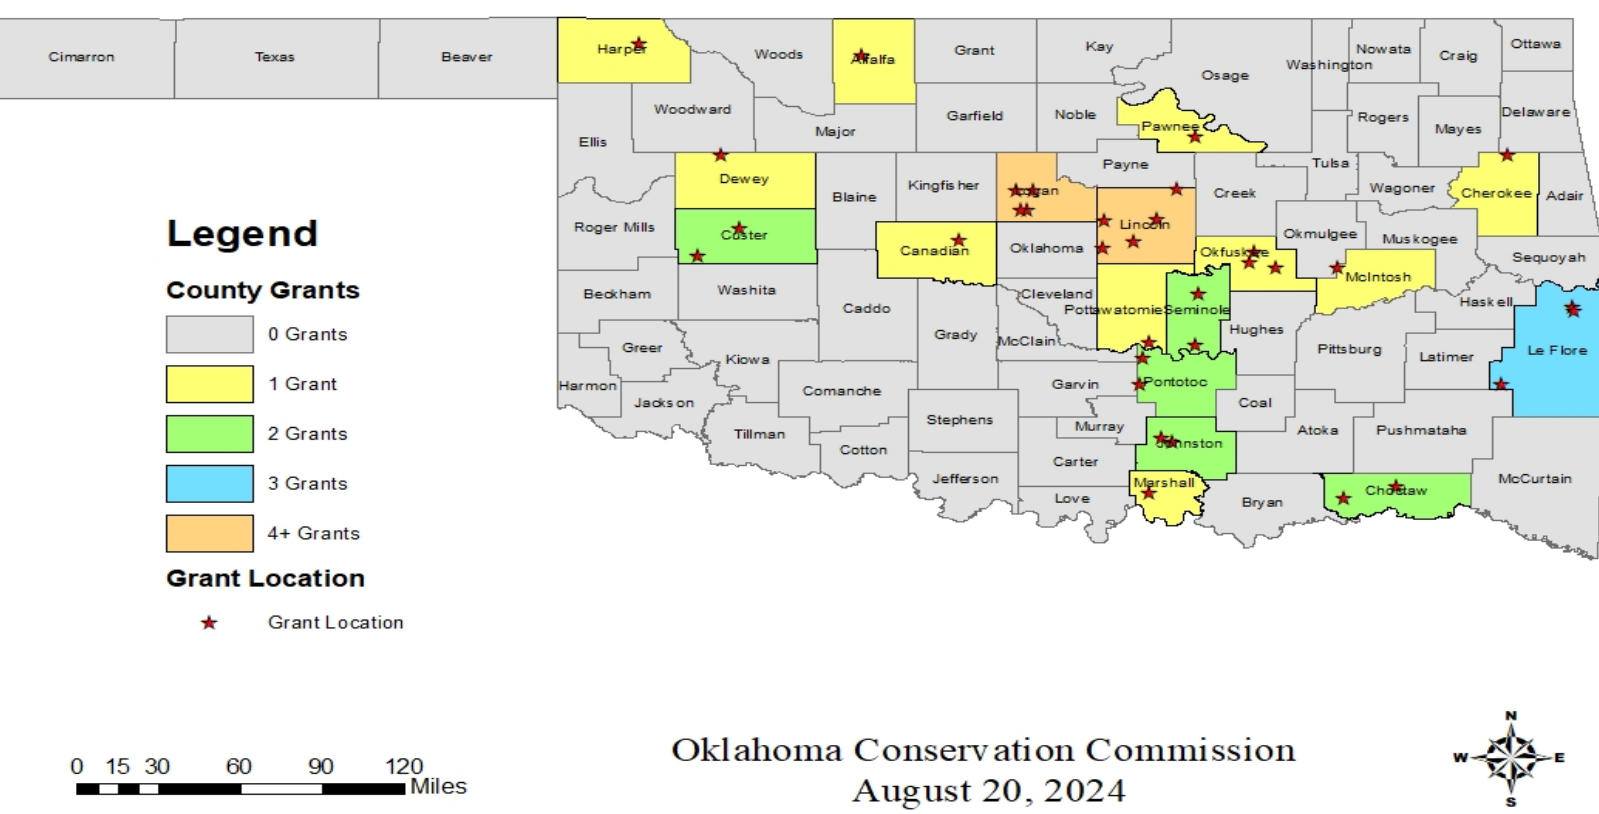 Harper
Alfalfa
Cimarron
Texas
Beaver
Woods
Grant
Kay
Osage
Washington
Nowata
Craig
Ottawa
Woodward
Ellis
Major
Garfield
Noble
Pawnee
Rogers
Mayes
Delaware
Dewey
Blaine
Kingfisher
Logan
Payne
Creek
Tulsa
Wagoner
Cherokee
Adair
Roger Mills
Custer
Canadian
Oklahoma
Lincoln
Okfuskee
Okmulgee
Muskogee
McIntosh
Sequoyah
Beckham
Washita
Caddo
Grady
Cleveland
McClain
Pottawatomie
Seminole
Hughes
Pittsburg
Haskell
Latimer
Le Flore
Greer
Kiowa
Harmon
Jackson
Comanche
Tillman
Cotton
Stephens
Jefferson
Garvin
Pontotoc
Murray
Carter
Love
Johnston
Marshall
Coal
Atoka
Bryan
Pushmataha
Choctaw
McCurtain
Legend
County Grants
0 Grants
1 Grant
2 Grants
3 Grants
4+ Grants
Grant Location
Grant Location
0 15 30 60 90 120
Miles
Oklahoma Conservation Commission
August 20, 2024
N
W E
S